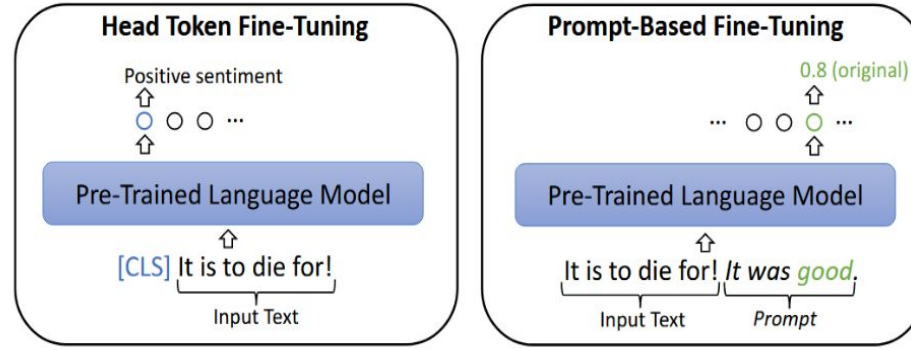 Head Token Fine-Tuning
Positive sentiment
...
Pre-Trained Language Model
[CLS] It is to die for!
Input Text
Prompt-Based Fine-Tuning
0.8 (original)
... ...
Pre-Trained Language Model
It is to die for! It was good.
Input Text Prompt